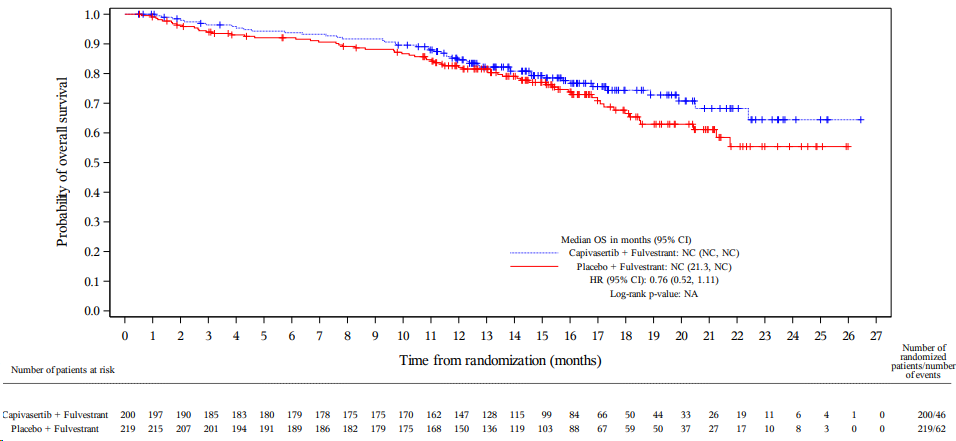 1.0
0.9
0.8
0.7
0.6
0.5
0.4
0.3
0.2
0.1
0.0
Probability of overall survival
Median OS in months (95% CI)
Capivasertib + Fulvestrant: NC (NC, NC)
Placebo + Fulvestrant: NC (21.3, NC)
HR (95% CI): 0.76 (0.52, 1.11)
Log-rank p-value: NA
0 1 2 3 4 5 6 7 8 9 10 11 12 13 14 15 16 17 18 19 20 21 22 23 24 25 26 27
Time from randomization (months)
Number of patients at risk
Number of
randomized
patients/number
of events
Capivasertib + Fulvestrant 200 197 190 185 183 180 179 178 175 175 170 162 147 128 115 99 84 66 50 44 33 26 19 11 6 4 1 0 200/46
Placebo + Fulvestrant 219 215 207 201 194 191 189 186 182 179 175 168 150 136 119 103 88 67 59 50 37 27 17 10 8 3 0 0 219/62